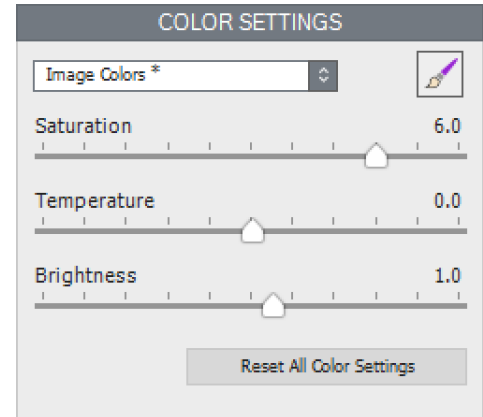 COLOR SETTINGS
Image Colors *
Saturation 6.0
Temperature 0.0
Brightness 1.0
Reset All Color Settings